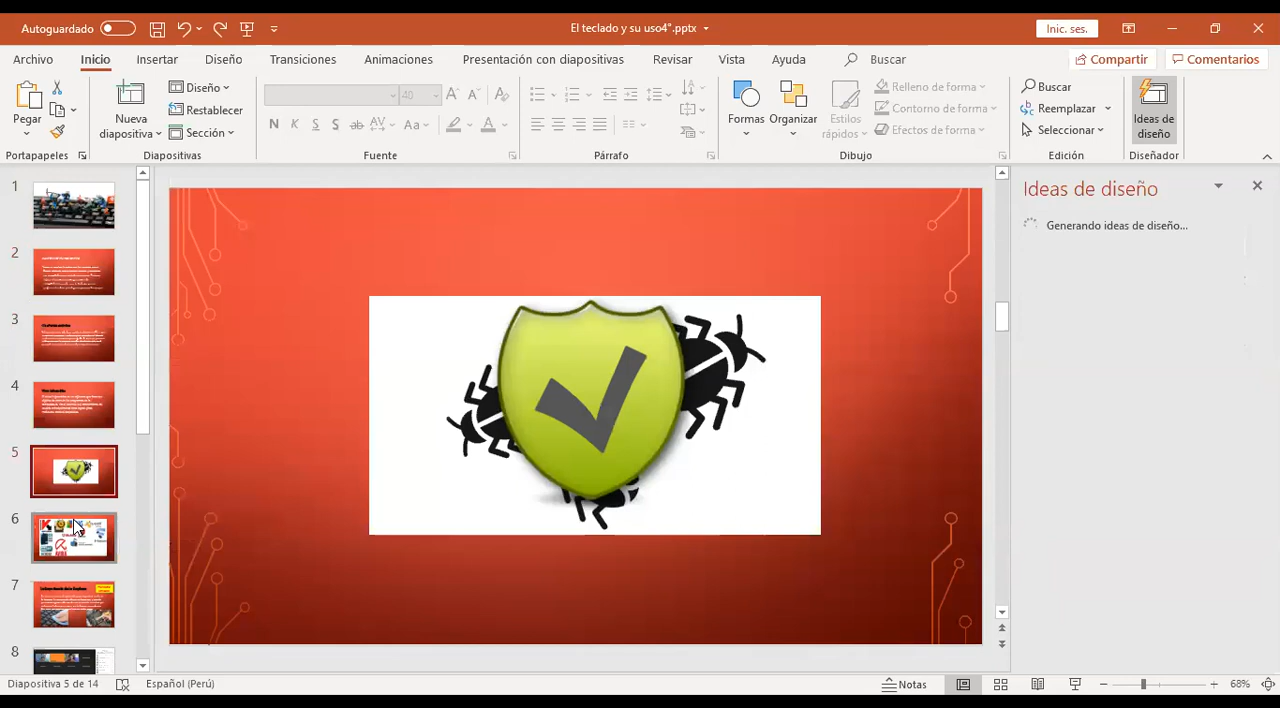 Autoguardado
El teclado y su uso4°.pptx
Inic. ses.
Archivo Inicio Insertar Diseño Transiciones Animaciones Presentación con diapositivas Revisar Vista Ayuda Buscar
Compartir Comentarios
Pegar
Nueva diapositiva
Diseño
Restablecer
Sección
40
N K S S ab AV Aa A A
Formas
Organizar
Estilos rápidos
Relleno de forma
Contorno de forma
Efectos de forma
Buscar
Reemplazar
Seleccionar
Ideas de diseño
Portapapeles Diapositivas Fuente Párrafo Dibujo Edición Diseñador
1
2
3
4
5
6
7
8
Ideas de diseño
Generando ideas de diseño...
Diapositiva 5 de 14 Español (Perú) Notas 68%